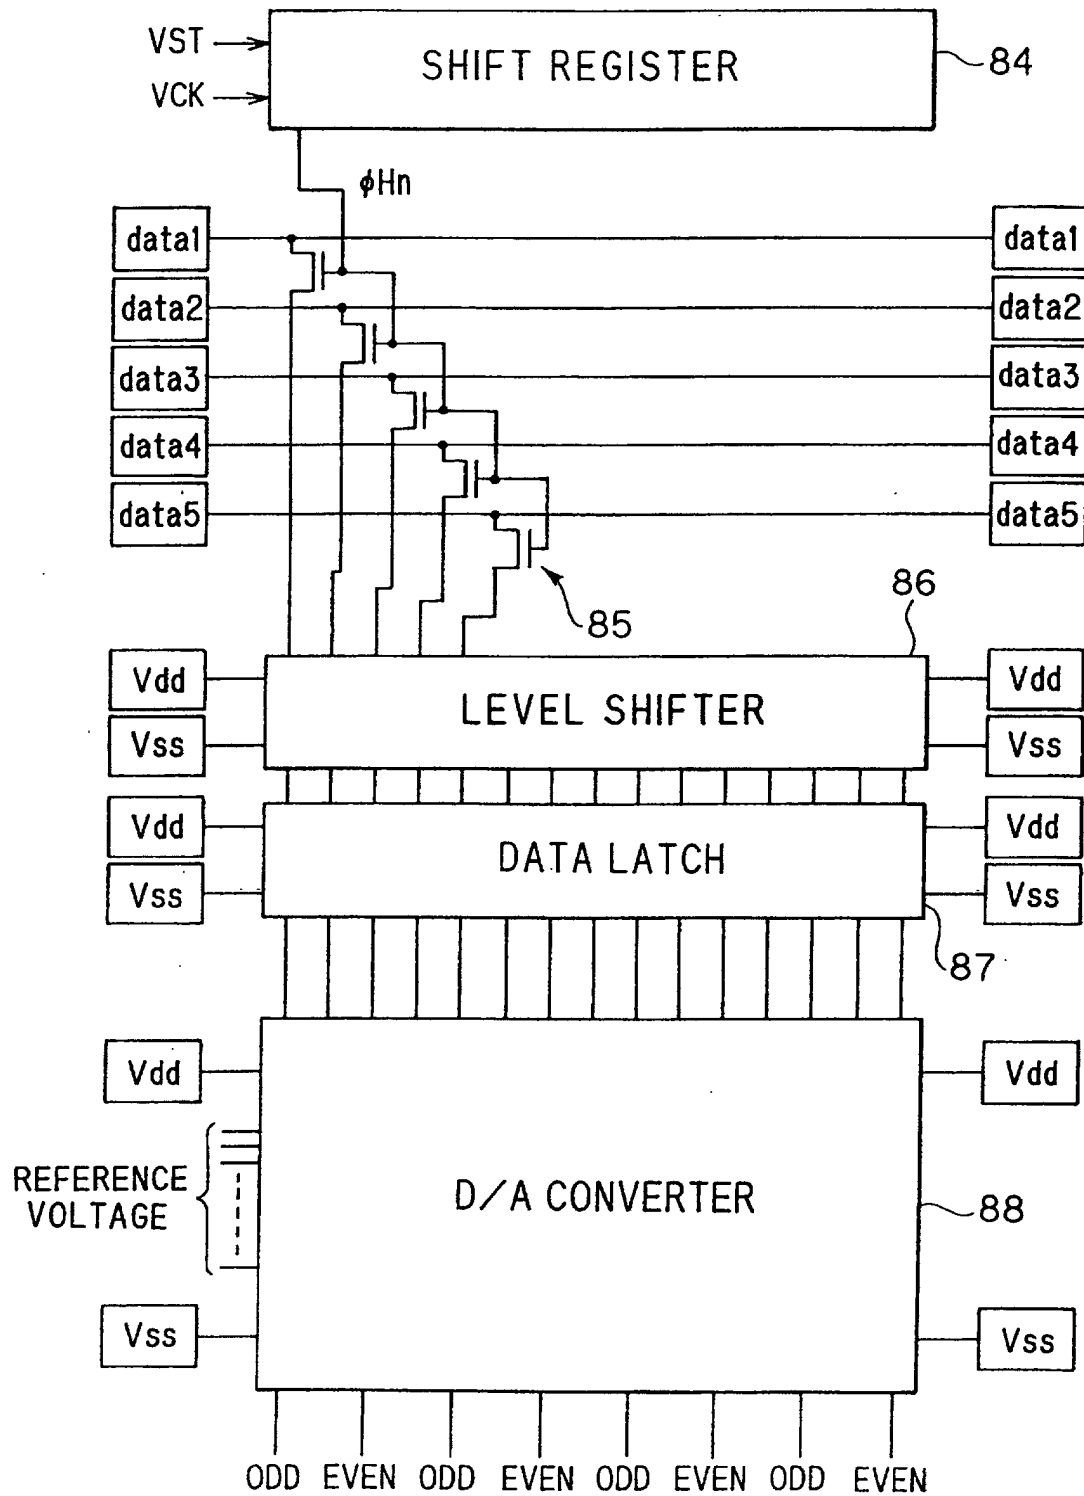 VST
SHIFT REGISTER
84
VCK
φHn
data1 data1
data2 data2
data3 data3
data4 data4
data5 data5
85
86
Vdd Vdd
LEVEL SHIFTER
Vss Vss
Vdd Vdd
DATA LATCH
Vss Vss
87
Vdd Vdd
REFERENCE
VOLTAGE
D/A CONVERTER
88
Vss Vss
ODD EVEN ODD EVEN ODD EVEN ODD EVEN